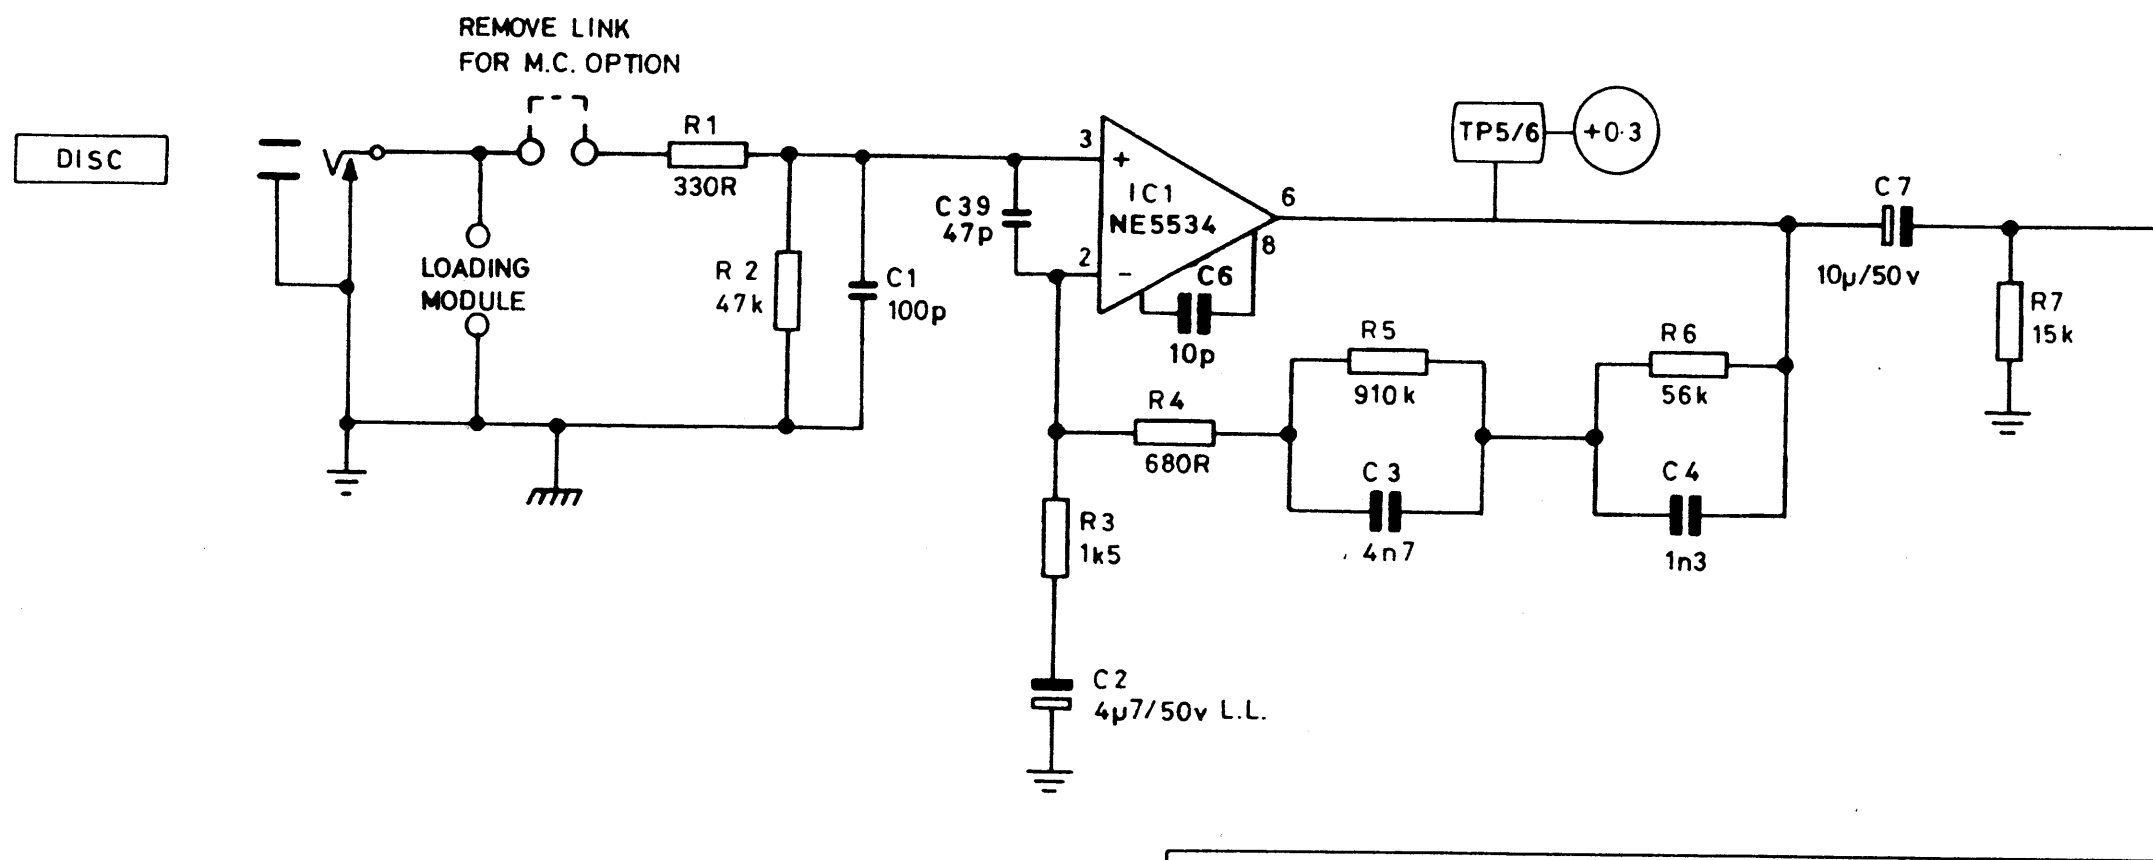 REMOVE LINK
FOR M.C. OPTION
DISC
R1
330R
LOADING
MODULE
R2
47k
C1
100p
C39
47p
3
+
IC1
NE5534
2
-
6
8
C6
10p
TP5/6
+0·3
C7
10µ/50v
R7
15k
R5
910k
R6
56k
R4
680R
C3
4n7
C4
1n3
R3
1k5
C2
4µ7/50v L.L.